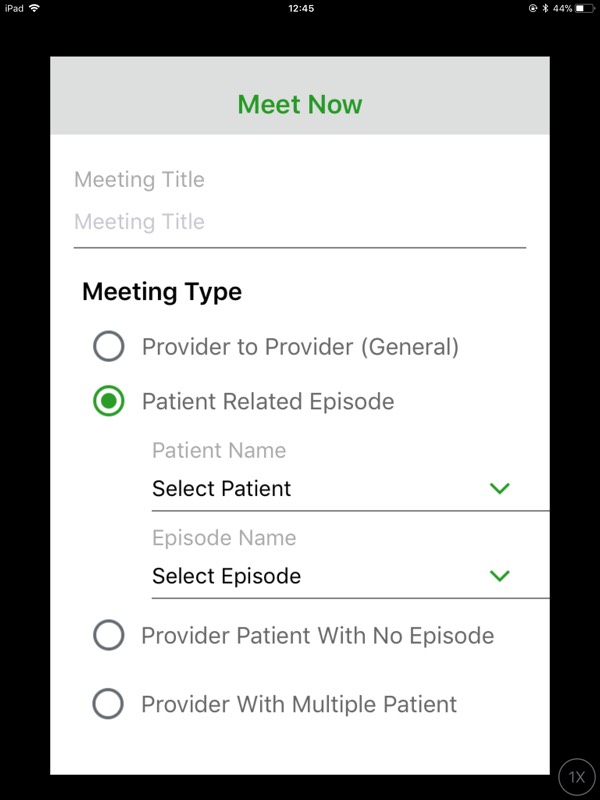 iPad 12:45 44%
Meet Now
Meeting Title
Meeting Title
Meeting Type
Provider to Provider (General)
Patient Related Episode
Patient Name
Select Patient
Episode Name
Select Episode
Provider Patient With No Episode
Provider With Multiple Patient
1X